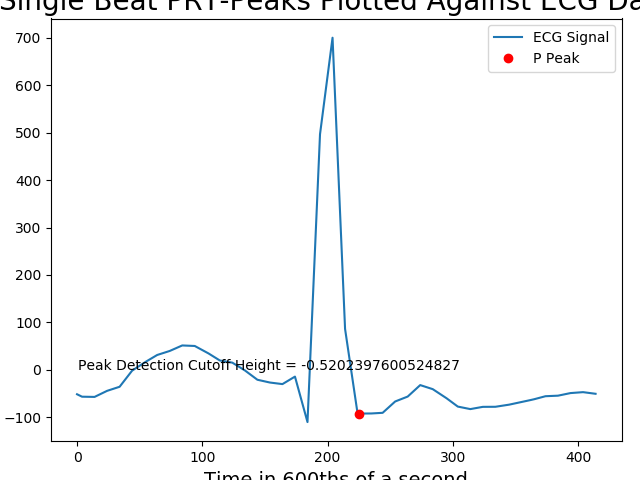 Single Beat PRT-Peaks Plotted Against ECG Da
ECG Signal
P Peak
700
600
500
400
300
200
100
0
−100
Peak Detection Cutoff Height = -0.5202397600524827
0 100 200 300 400
Time in 600ths of a second